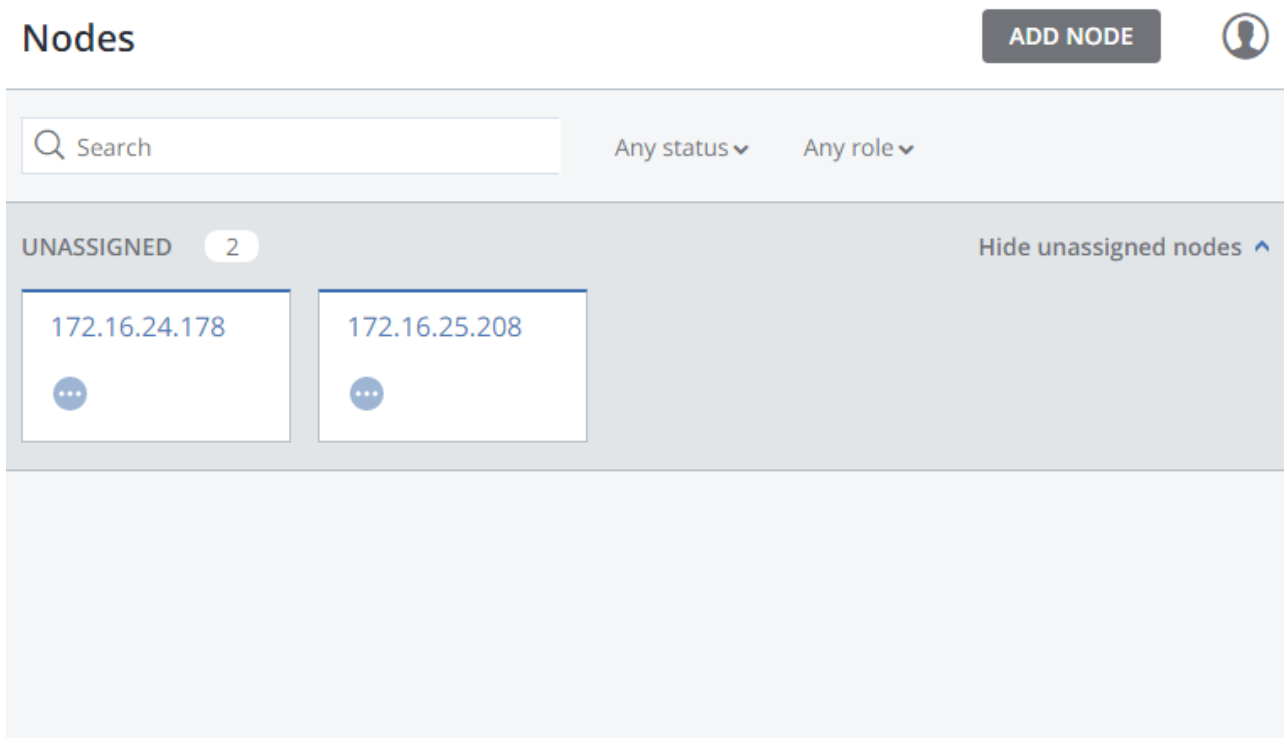 Nodes
ADD NODE
Search
Any status
Any role
UNASSIGNED 2
Hide unassigned nodes
172.16.24.178
172.16.25.208